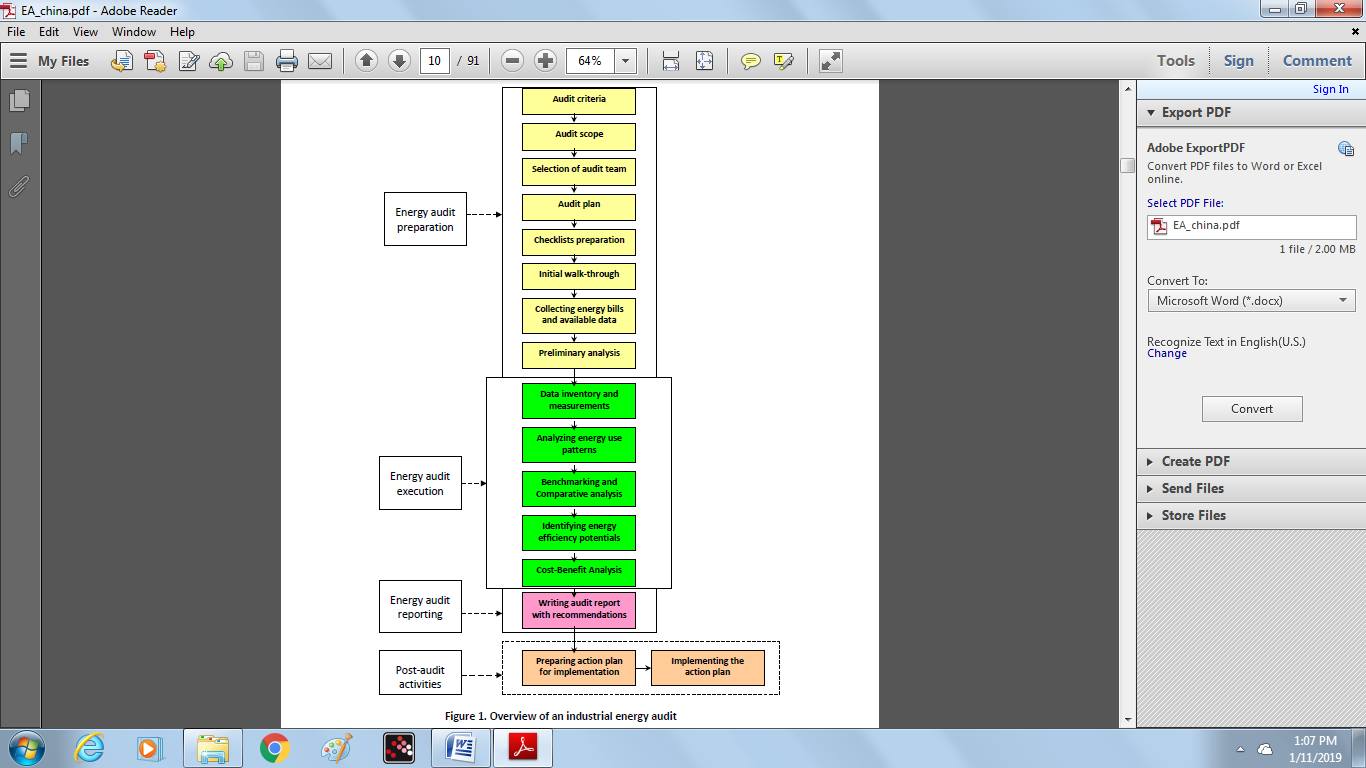 EA_china.pdf - Adobe Reader
File Edit View Window Help
My Files
10 / 91
64%
Tools
Sign
Comment
Sign In
Export PDF
Adobe ExportPDF
Convert PDF files to Word or Excel
online.
Select PDF File:
EA_china.pdf
1 file / 2.00 MB
Convert To:
Microsoft Word (*.docx)
Recognize Text in English(U.S.)
Change
Convert
Create PDF
Send Files
Store Files
Energy audit
preparation
Audit criteria
Audit scope
Selection of audit team
Audit plan
Checklists preparation
Initial walk-through
Collecting energy bills
and available data
Preliminary analysis
Energy audit
execution
Data inventory and
measurements
Analyzing energy use
patterns
Benchmarking and
Comparative analysis
Identifying energy
efficiency potentials
Cost-Benefit Analysis
Energy audit
reporting
Writing audit report
with recommendations
Post-audit
activities
Preparing action plan
for implementation
Implementing the
action plan
Figure 1. Overview of an industrial energy audit
1:07 PM
1/11/2019